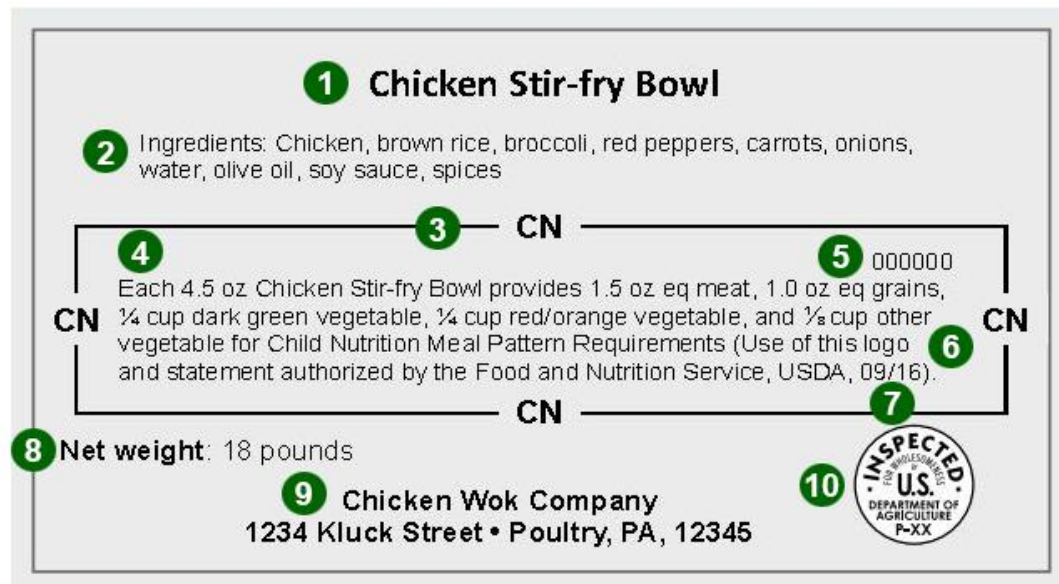 1 Chicken Stir-fry Bowl
2 Ingredients: Chicken, brown rice, broccoli, red peppers, carrots, onions,
water, olive oil, soy sauce, spices
3 CN
4
5 000000
Each 4.5 oz Chicken Stir-fry Bowl provides 1.5 oz eq meat, 1.0 oz eq grains,
CN ¼ cup dark green vegetable, ¼ cup red/orange vegetable, and ⅛ cup other CN
vegetable for Child Nutrition Meal Pattern Requirements (Use of this logo 6
and statement authorized by the Food and Nutrition Service, USDA, 09/16).
CN
7
8 Net weight: 18 pounds
9 Chicken Wok Company
1234 Kluck Street • Poultry, PA, 12345
10
• INSPECTED •
FOR WHOLESOMENESS
BY
U.S.
DEPARTMENT OF
AGRICULTURE
P-XX